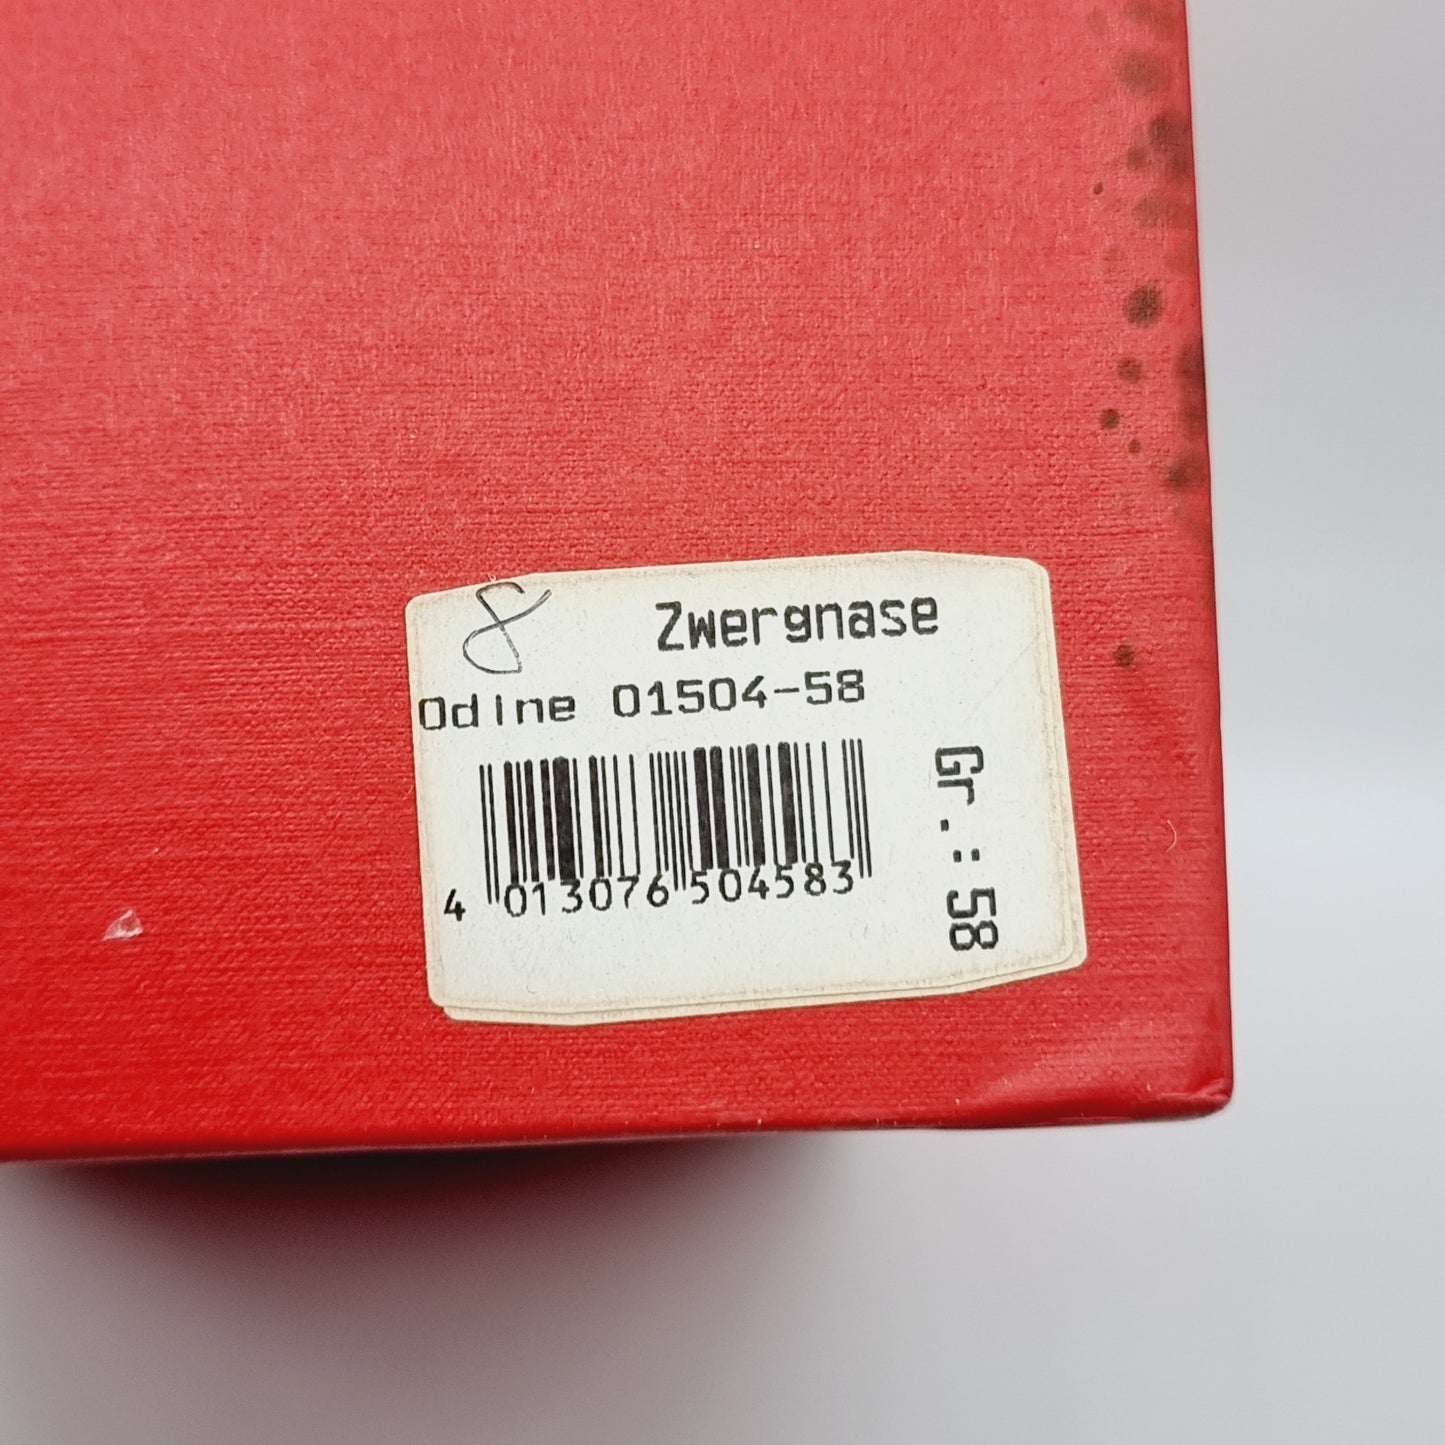 8 Zwergnase
Odine 01504-58
4 013076 504583
Gr.:58